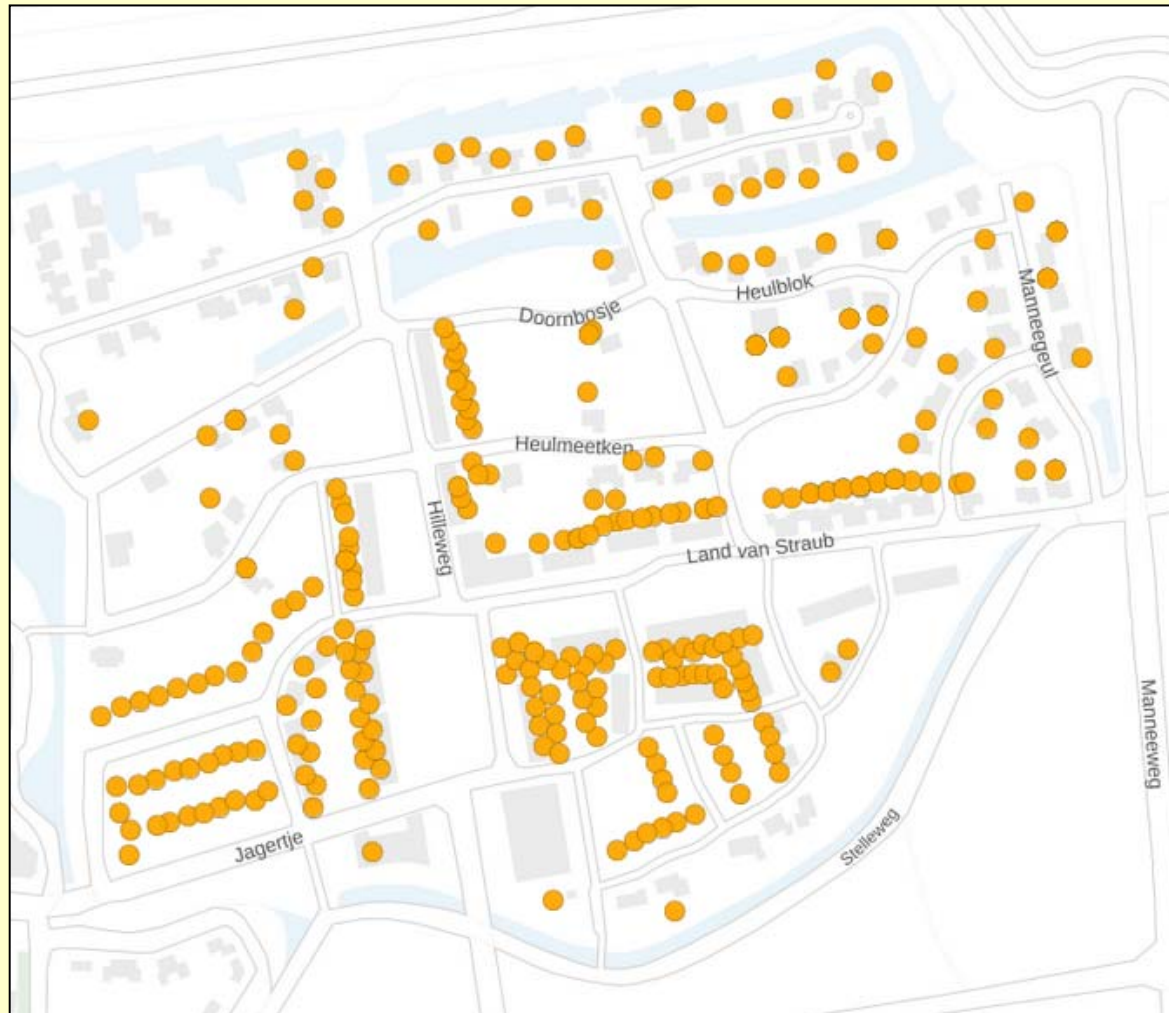 Doornbosje
Heulblok
Manneegeul
Heulmeetken
Hilleweg
Land van Straub
Manneeweg
Stelleweg
Jagertje